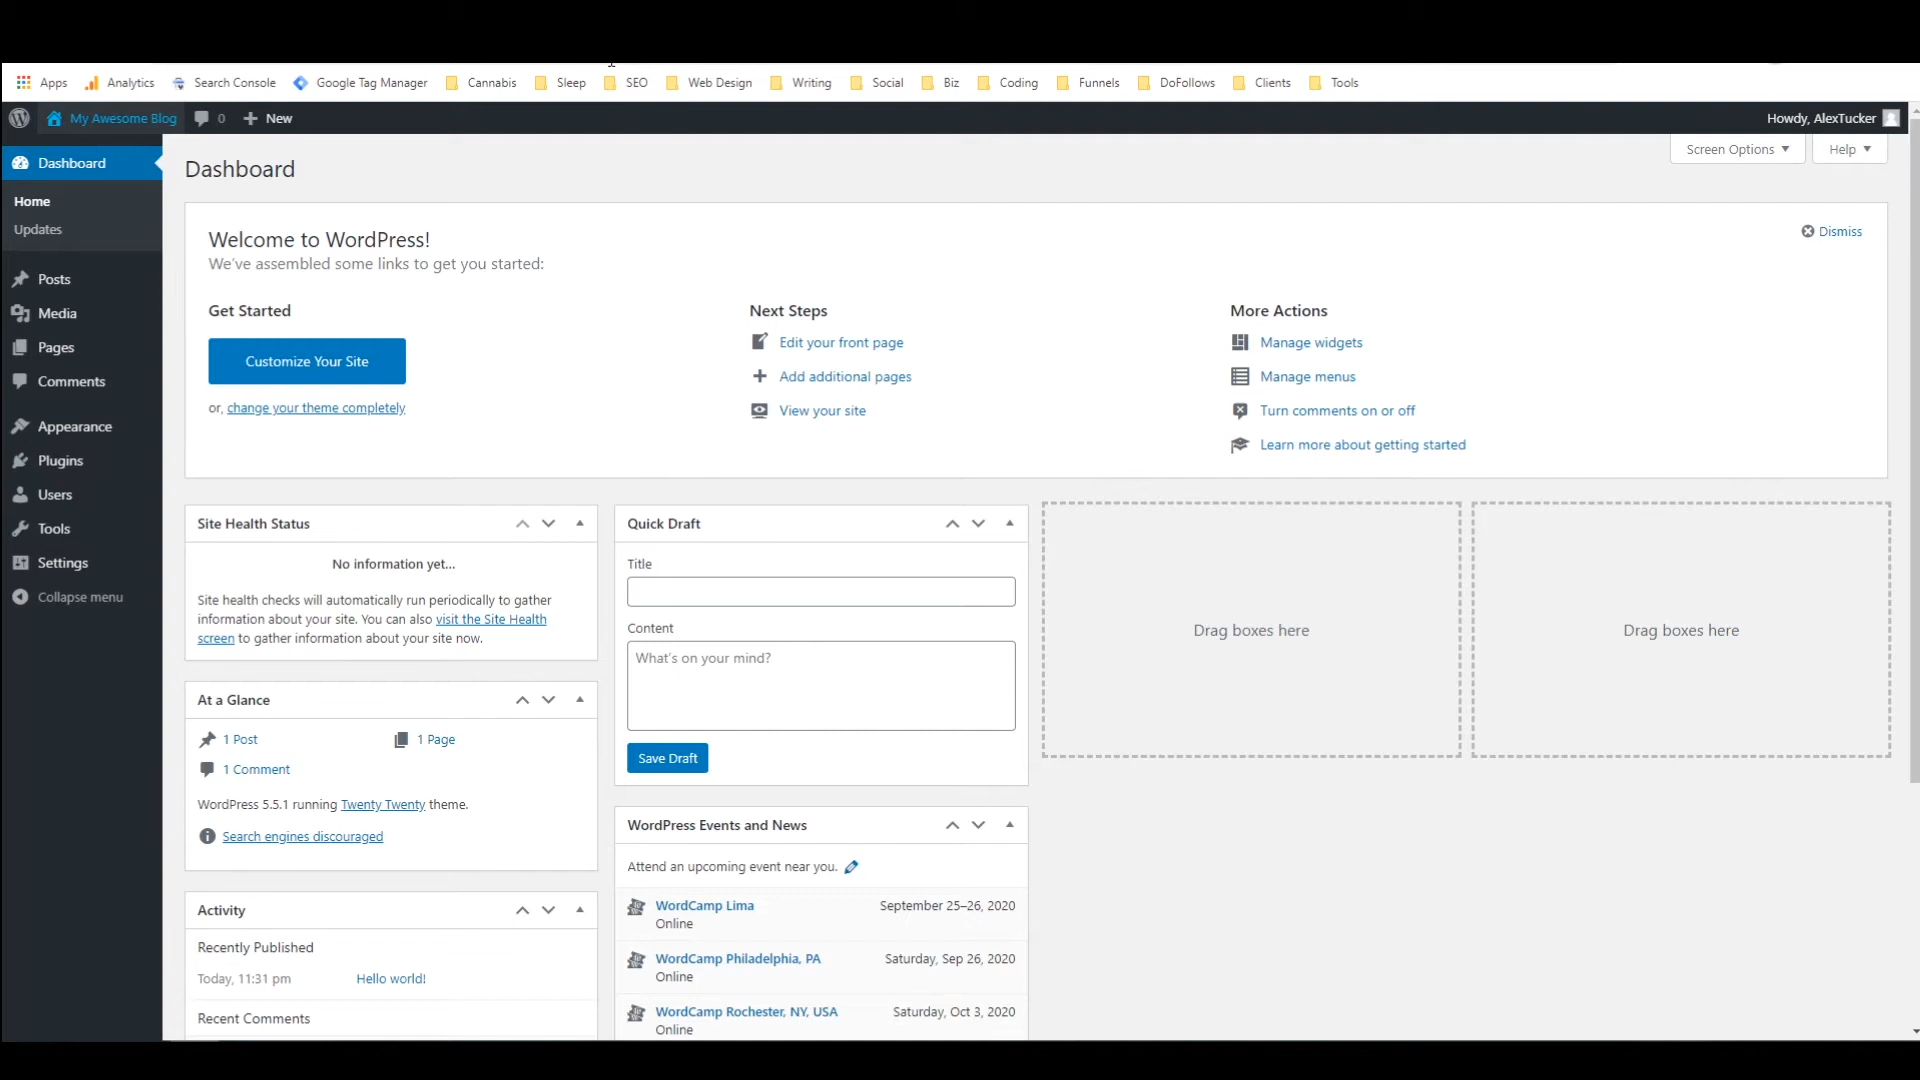 Apps Analytics Search Console Google Tag Manager Cannabis Sleep SEO Web Design Writing Social Biz Coding Funnels DoFollows Clients Tools
My Awesome Blog 0 New Howdy, AlexTucker
Dashboard
Home
Updates
Posts
Media
Pages
Comments
Appearance
Plugins
Users
Tools
Settings
Collapse menu
Dashboard
Screen Options Help
Welcome to WordPress!
We've assembled some links to get you started:
Dismiss
Get Started
Customize Your Site
or, change your theme completely
Next Steps
Edit your front page
Add additional pages
View your site
More Actions
Manage widgets
Manage menus
Turn comments on or off
Learn more about getting started
Site Health Status
No information yet...
Site health checks will automatically run periodically to gather
information about your site. You can also visit the Site Health
screen to gather information about your site now.
At a Glance
1 Post 1 Page
1 Comment
WordPress 5.5.1 running Twenty Twenty theme.
Search engines discouraged
Activity
Recently Published
Today, 11:31 pm Hello world!
Recent Comments
Quick Draft
Title
Content
What's on your mind?
Save Draft
WordPress Events and News
Attend an upcoming event near you.
WordCamp Lima September 25–26, 2020
Online
WordCamp Philadelphia, PA Saturday, Sep 26, 2020
Online
WordCamp Rochester, NY, USA Saturday, Oct 3, 2020
Online
Drag boxes here
Drag boxes here